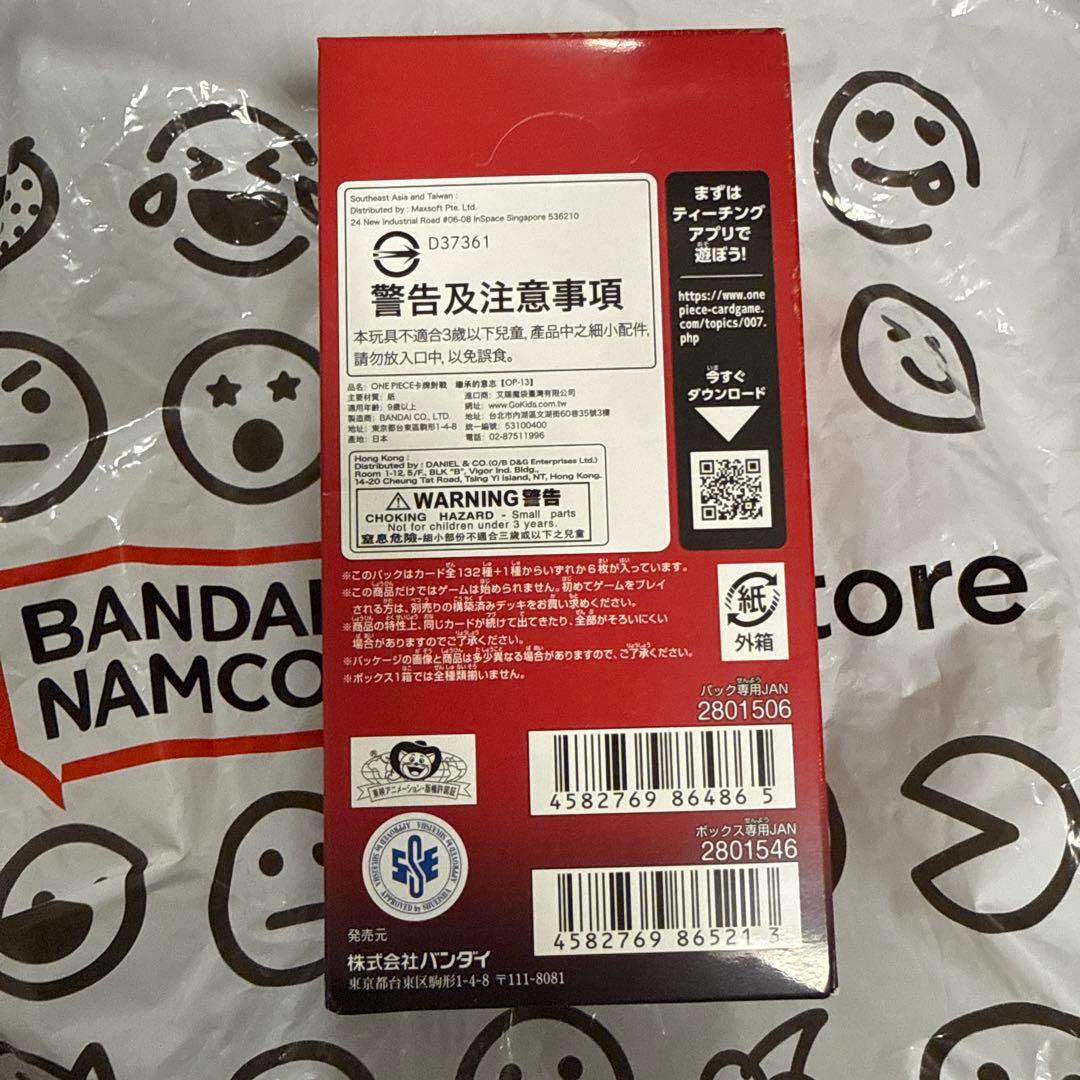 Southeast Asia and Taiwan :
Distributed by : Maxsoft Pte. Ltd.
24 New Industrial Road #06-08 InSpace Singapore 536210
D37361
警告及注意事項
本玩具不適合3歲以下兒童, 產品中之細小配件,
請勿放入口中, 以免誤食。
品名: ONE PIECE卡牌對戰 繼承的意志【OP-13】
主要材質: 紙
適用年齡: 9歲以上
製造商: BANDAI CO., LTD.
地址: 東京都台東區駒形1-4-8
產地: 日本
進口商: 艾隆魔袋臺灣有限公司
網址: www.GoKids.com.tw
地址: 台北市內湖區文湖街60巷35號3樓
統一編號: 53100400
電話: 02-87511996
Hong Kong :
Distributed by : DANIEL & CO.(O/B D&G Enterprises Ltd.)
Room 1-12, 5/F., BLK "B", Vigor Ind. Bldg.,
14-20 Cheung Tat Road, Tsing Yi Island, NT, Hong Kong.
WARNING 警告
CHOKING HAZARD - Small parts
Not for children under 3 years.
窒息危險-細小部份不適合三歲或以下之兒童
まずは
ティーチング
アプリで
遊ぼう!
https://www.one
piece-cardgame.
com/topics/007.
php
今すぐ
ダウンロード
※このパックはカード全132種+1種からいずれか6枚が入っています。
※この商品だけではゲームは始められません。初めてゲームをプレイ
される方は、別売りの構築済みデッキをお買い求めください。
※商品の特性上、同じカードが続けて出てきたり、全部がそろいにくい
場合がありますのでご了承ください。
※パッケージの画像と商品は多少異なる場合がありますので、ご了承ください。
※ボックス1箱では全種類揃いません。
紙
外箱
パック専用JAN
2801506
4582769 86486 5
ボックス専用JAN
2801546
4582769 86521 3
東映アニメーション・版権許諾証
APPROVED by SHUEISHA
発売元
株式会社バンダイ
東京都台東区駒形1-4-8 〒111-8081
BANDAI
NAMCO
tore